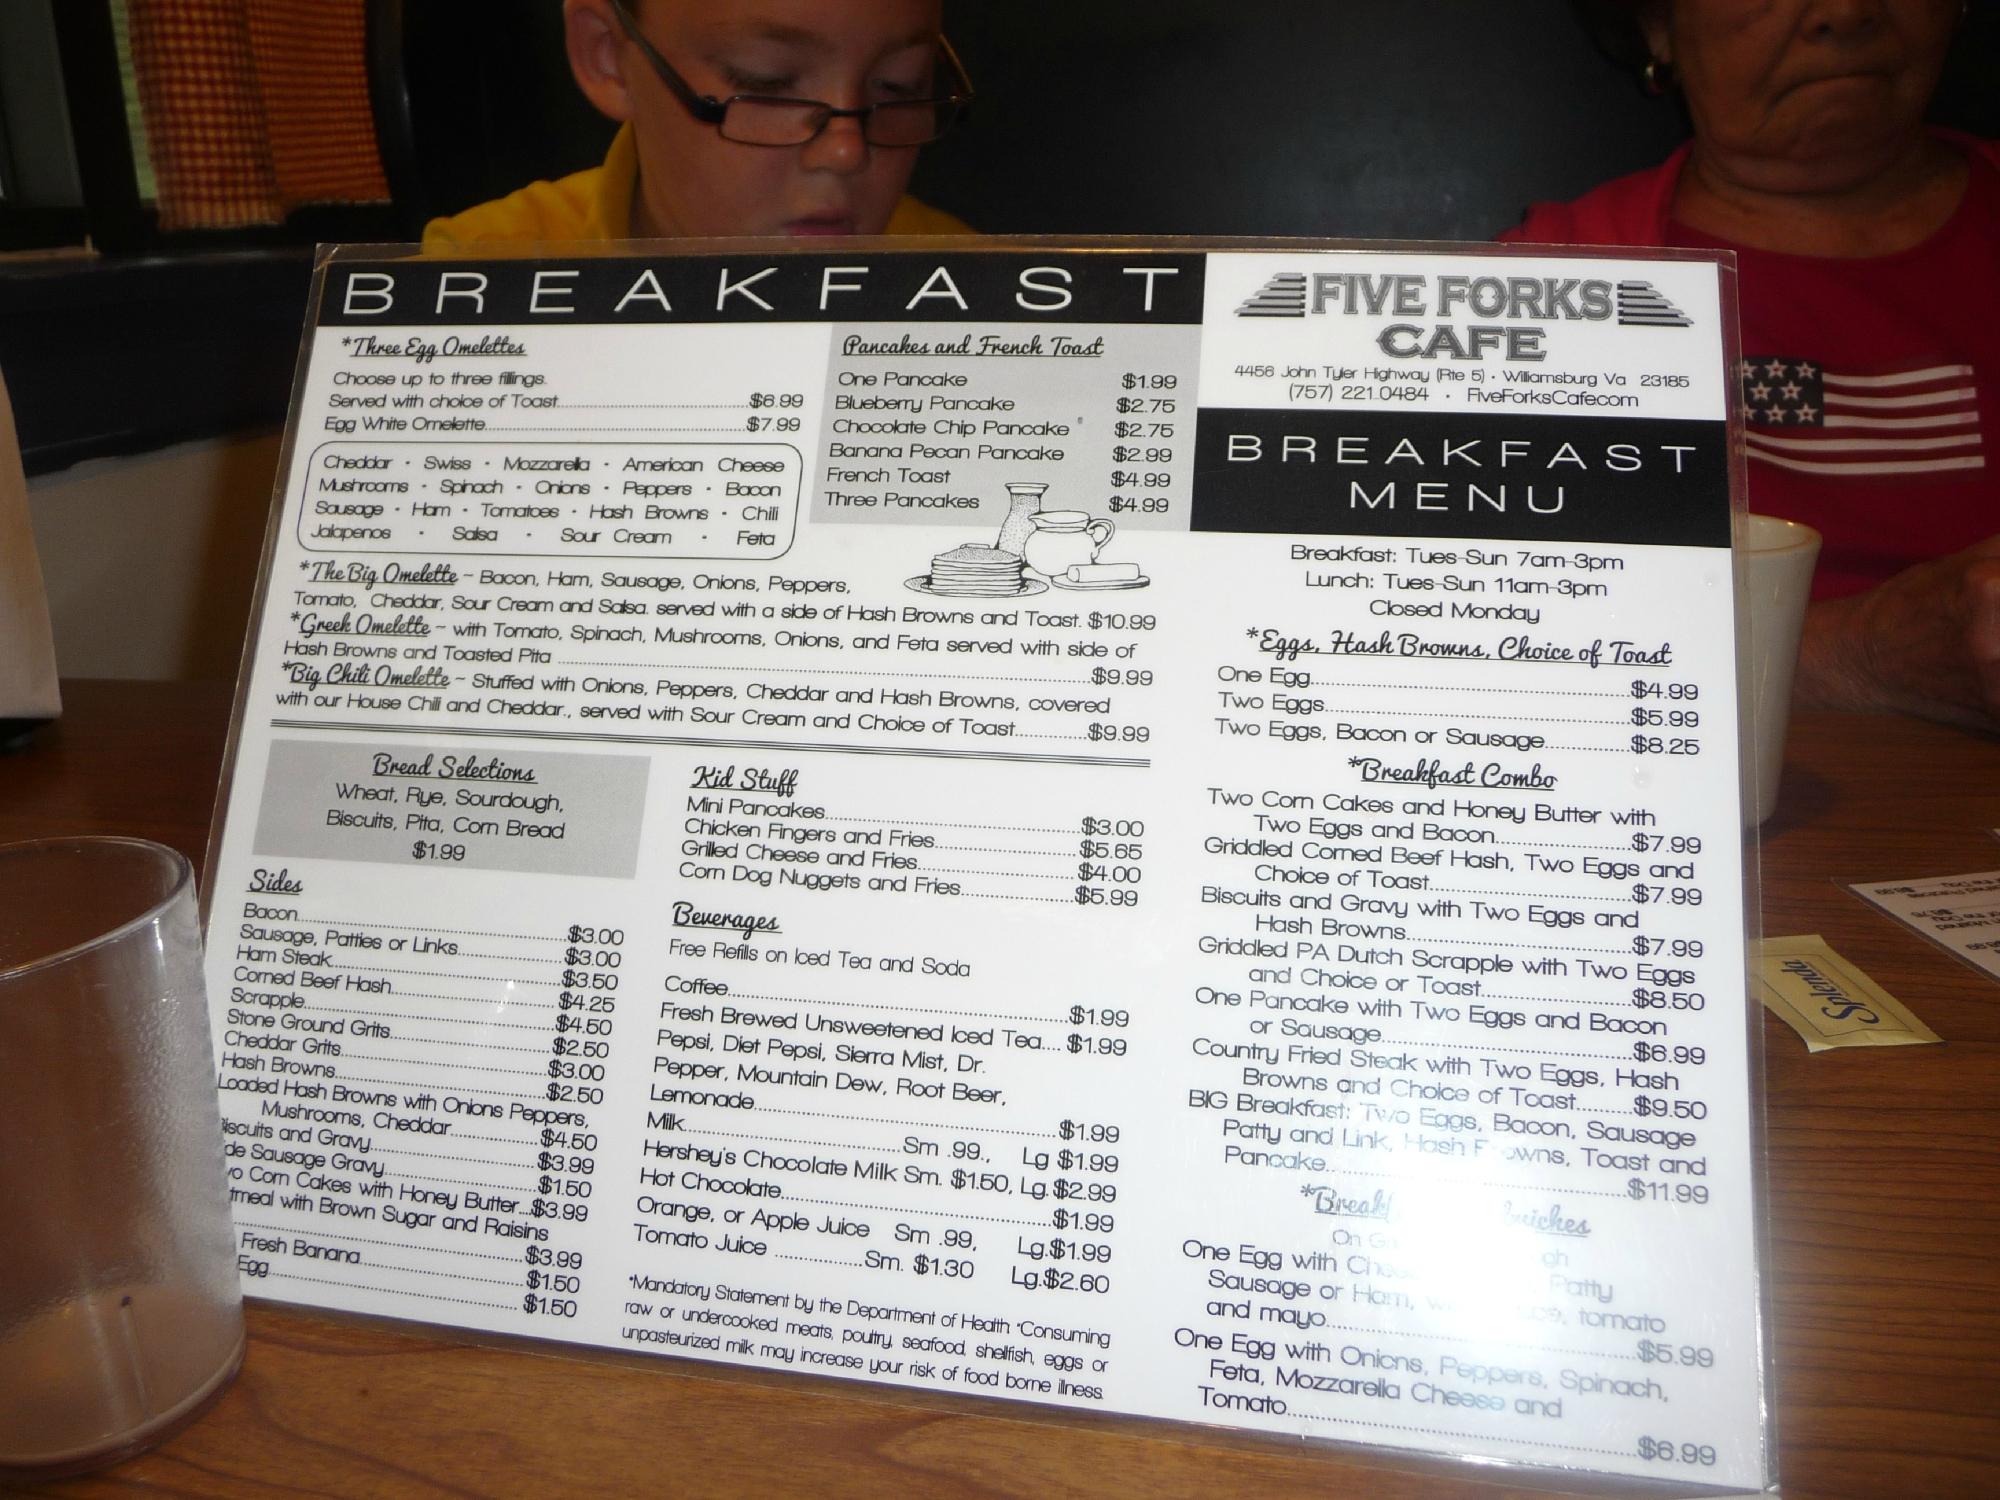 BREAKFAST
*Three Egg Omelettes
Choose up to three fillings.
Served with choice of Toast..........$6.99
Egg White Omelette..........$7.99
Cheddar · Swiss · Mozzarella · American Cheese
Mushrooms · Spinach · Onions · Peppers · Bacon
Sausage · Ham · Tomatoes · Hash Browns · Chili
Jalapenos · Salsa · Sour Cream · Feta
Pancakes and French Toast
One Pancake $1.99
Blueberry Pancake $2.75
Chocolate Chip Pancake $2.75
Banana Pecan Pancake $2.99
French Toast $4.99
Three Pancakes $4.99
*The Big Omelette ~ Bacon, Ham, Sausage, Onions, Peppers,
Tomato, Cheddar, Sour Cream and Salsa. served with a side of Hash Browns and Toast. $10.99
*Greek Omelette ~ with Tomato, Spinach, Mushrooms, Onions, and Feta served with side of
Hash Browns and Toasted Pita ..........$9.99
*Big Chili Omelette ~ Stuffed with Onions, Peppers, Cheddar and Hash Browns, covered
with our House Chili and Cheddar., served with Sour Cream and Choice of Toast..........$9.99
Bread Selections
Wheat, Rye, Sourdough,
Biscuits, Pita, Corn Bread
$1.99
Sides
Bacon..........$3.00
Sausage, Patties or Links..........$3.00
Ham Steak..........$3.50
Corned Beef Hash..........$4.25
Scrapple..........$4.50
Stone Ground Grits..........$2.50
Cheddar Grits..........$3.00
Hash Browns..........$2.50
Loaded Hash Browns with Onions Peppers,
Mushrooms, Cheddar..........$4.50
and Gravy..........$3.99
Sausage Gravy..........$1.50
Corn Cakes with Honey Butter...$3.99
with Brown Sugar and Raisins
..........$3.99
Fresh Banana..........$1.50
Egg..........$1.50
Kid Stuff
Mini Pancakes..........$3.00
Chicken Fingers and Fries..........$5.65
Grilled Cheese and Fries..........$4.00
Corn Dog Nuggets and Fries..........$5.99
Beverages
Free Refills on Iced Tea and Soda
Coffee..........$1.99
Fresh Brewed Unsweetened Iced Tea.... $1.99
Pepsi, Diet Pepsi, Sierra Mist, Dr.
Pepper, Mountain Dew, Root Beer,
Lemonade..........$1.99
Milk..........Sm .99., Lg $1.99
Hershey's Chocolate Milk Sm. $1.50, Lg. $2.99
Hot Chocolate..........$1.99
Orange, or Apple Juice Sm .99, Lg.$1.99
Tomato Juice ..........Sm. $1.30 Lg.$2.60
*Mandatory Statement by the Department of Health *Consuming
raw or undercooked meats, poultry, seafood, shellfish, eggs or
unpasteurized milk may increase your risk of food borne illness.
FIVE FORKS
CAFE
4456 John Tyler Highway (Rte 5) · Williamsburg Va 23185
(757) 221.0484 · FiveForksCafe.com
BREAKFAST
MENU
Breakfast: Tues-Sun 7am-3pm
Lunch: Tues-Sun 11am-3pm
Closed Monday
*Eggs, Hash Browns, Choice of Toast
One Egg..........$4.99
Two Eggs..........$5.99
Two Eggs, Bacon or Sausage..........$8.25
*Breakfast Combo
Two Corn Cakes and Honey Butter with
Two Eggs and Bacon..........$7.99
Griddled Corned Beef Hash, Two Eggs and
Choice of Toast..........$7.99
Biscuits and Gravy with Two Eggs and
Hash Browns..........$7.99
Griddled PA Dutch Scrapple with Two Eggs
and Choice or Toast..........$8.50
One Pancake with Two Eggs and Bacon
or Sausage..........$6.99
Country Fried Steak with Two Eggs, Hash
Browns and Choice of Toast.........$9.50
BIG Breakfast: Two Eggs, Bacon, Sausage
Patty and Link, Hash Browns, Toast and
Pancake..........$11.99
On
One Egg with Patty
Sausage or Ham, tomato
and mayo..........$5.99
One Egg with Onions, Peppers, Spinach,
Feta, Mozzarella Cheese and
Tomato..........$6.99
Splenda